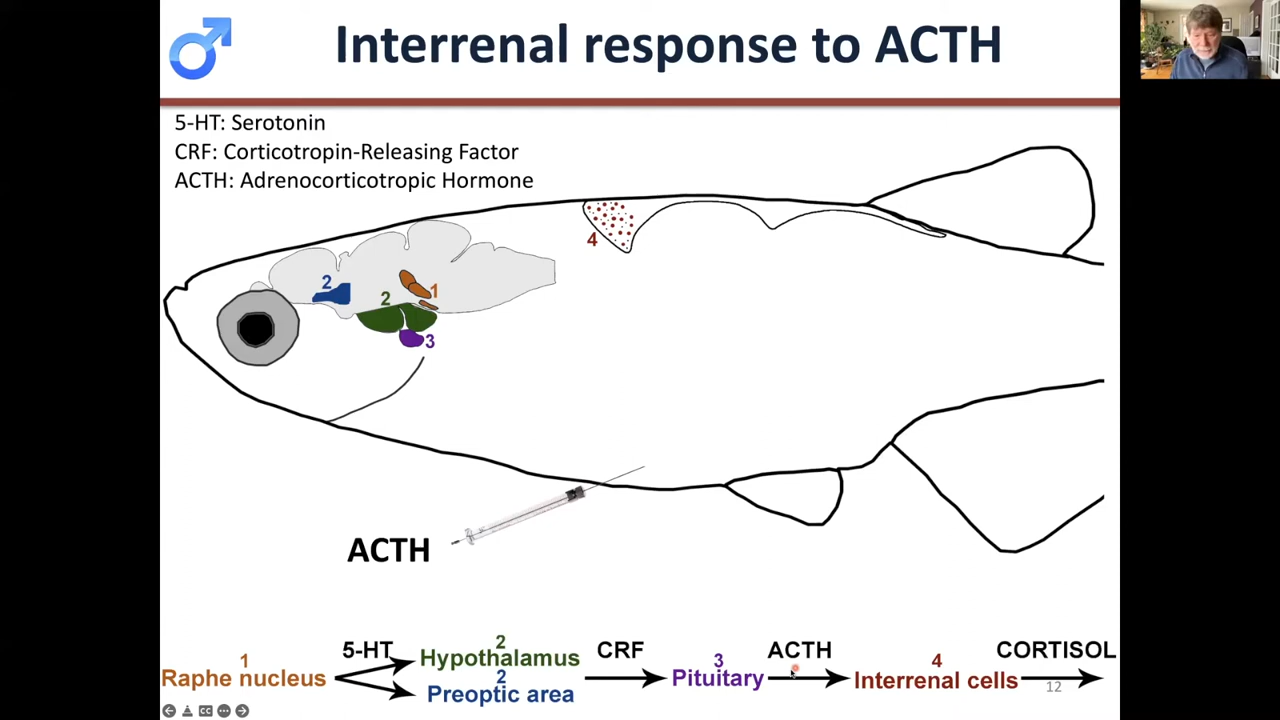 Interrenal response to ACTH
5-HT: Serotonin
CRF: Corticotropin-Releasing Factor
ACTH: Adrenocorticotropic Hormone
4
2
2
1
3
ACTH
1
Raphe nucleus
5-HT
2
Hypothalamus
2
Preoptic area
CRF
3
Pituitary
ACTH
4
Interrenal cells
CORTISOL
12
CC